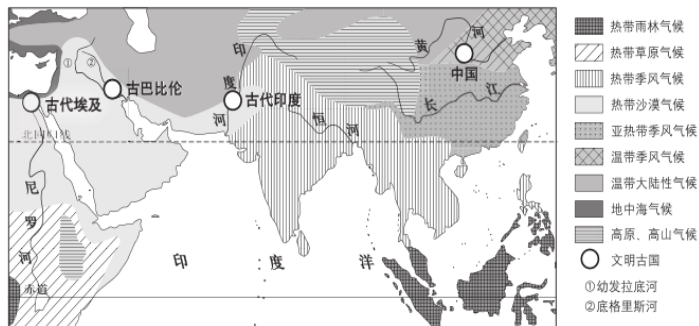 印
度
河
黄
河
中国
①
②
古巴比伦
古代埃及
古代印度
恒
河
长
江
北回归线
尼
罗
河
赤道
印
度
洋
热带雨林气候
热带草原气候
热带季风气候
热带沙漠气候
亚热带季风气候
温带季风气候
温带大陆性气候
地中海气候
高原、高山气候
文明古国
①幼发拉底河
②底格里斯河